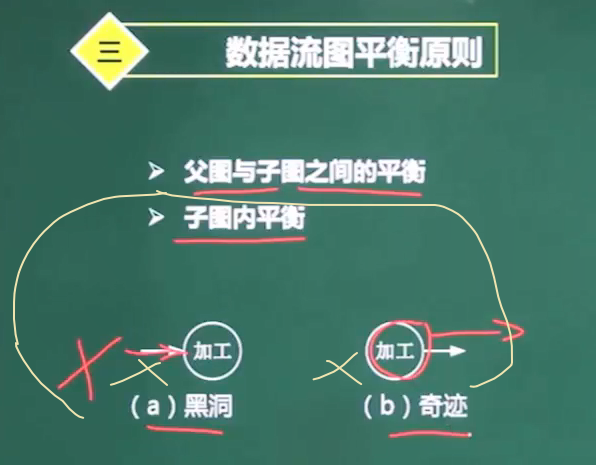 三
数据流图平衡原则
父图与子图之间的平衡
子图内平衡
加工
加工
(a)黑洞
(b)奇迹